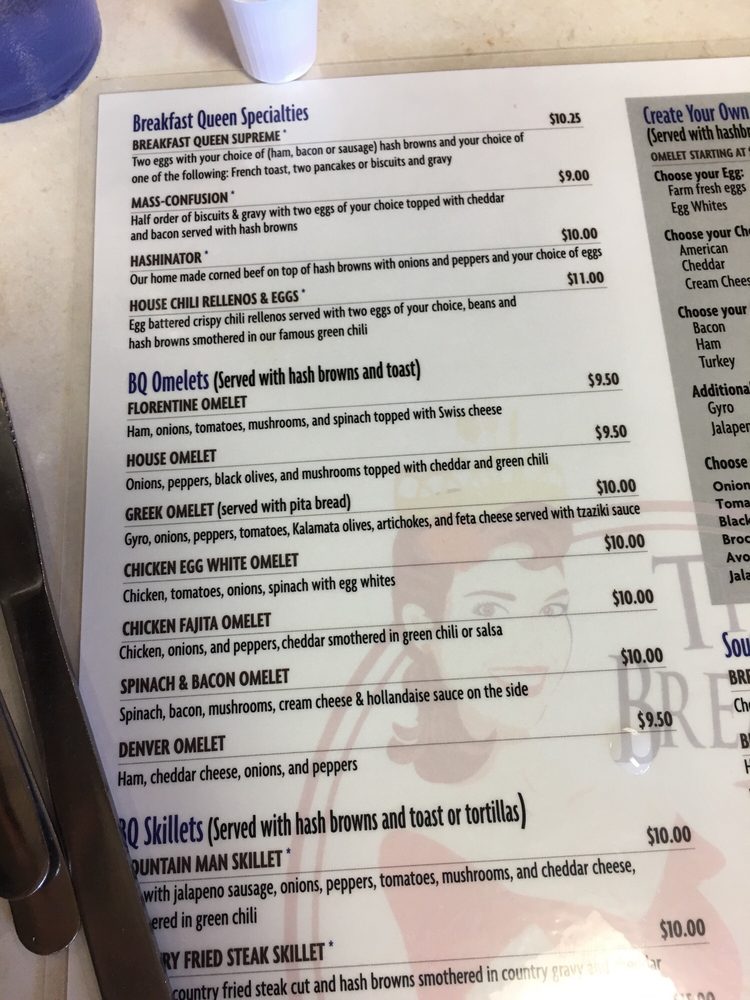 Breakfast Queen Specialties
BREAKFAST QUEEN SUPREME * $10.25
Two eggs with your choice of (ham, bacon or sausage) hash browns and your choice of
one of the following: French toast, two pancakes or biscuits and gravy
MASS-CONFUSION * $9.00
Half order of biscuits & gravy with two eggs of your choice topped with cheddar
and bacon served with hash browns
HASHINATOR * $10.00
Our home made corned beef on top of hash browns with onions and peppers and your choice of eggs
HOUSE CHILI RELLENOS & EGGS * $11.00
Egg battered crispy chili rellenos served with two eggs of your choice, beans and
hash browns smothered in our famous green chili
BQ Omelets (Served with hash browns and toast)
FLORENTINE OMELET $9.50
Ham, onions, tomatoes, mushrooms, and spinach topped with Swiss cheese
HOUSE OMELET $9.50
Onions, peppers, black olives, and mushrooms topped with cheddar and green chili
GREEK OMELET (served with pita bread) $10.00
Gyro, onions, peppers, tomatoes, Kalamata olives, artichokes, and feta cheese served with tzaziki sauce
CHICKEN EGG WHITE OMELET $10.00
Chicken, tomatoes, onions, spinach with egg whites
CHICKEN FAJITA OMELET $10.00
Chicken, onions, and peppers, cheddar smothered in green chili or salsa
SPINACH & BACON OMELET $10.00
Spinach, bacon, mushrooms, cream cheese & hollandaise sauce on the side
DENVER OMELET $9.50
Ham, cheddar cheese, onions, and peppers
BQ Skillets (Served with hash browns and toast or tortillas)
OUNTAIN MAN SKILLET * $10.00
with jalapeno sausage, onions, peppers, tomatoes, mushrooms, and cheddar cheese,
ered in green chili
RY FRIED STEAK SKILLET * $10.00
country fried steak cut and hash browns smothered in country gravy
Create Your Own
(Served with hashbr
OMELET STARTING AT
Choose your Egg:
Farm fresh eggs
Egg Whites
Choose your Ch
American
Cheddar
Cream Chees
Choose your
Bacon
Ham
Turkey
Additiona
Gyro
Jalaper
Choose
Onion
Toma
Black
Broc
Avo
Jala
T
BRE
Sou
BRE
Ch
B
H